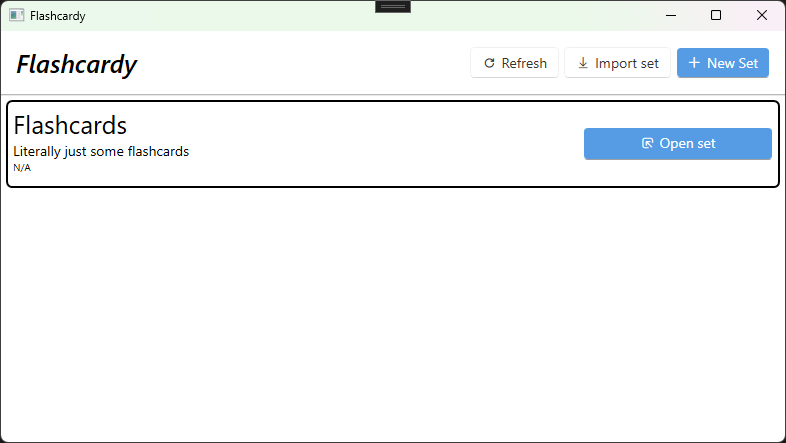 Flashcardy
Flashcardy
Refresh
Import set
New Set
Flashcards
Literally just some flashcards
N/A
Open set